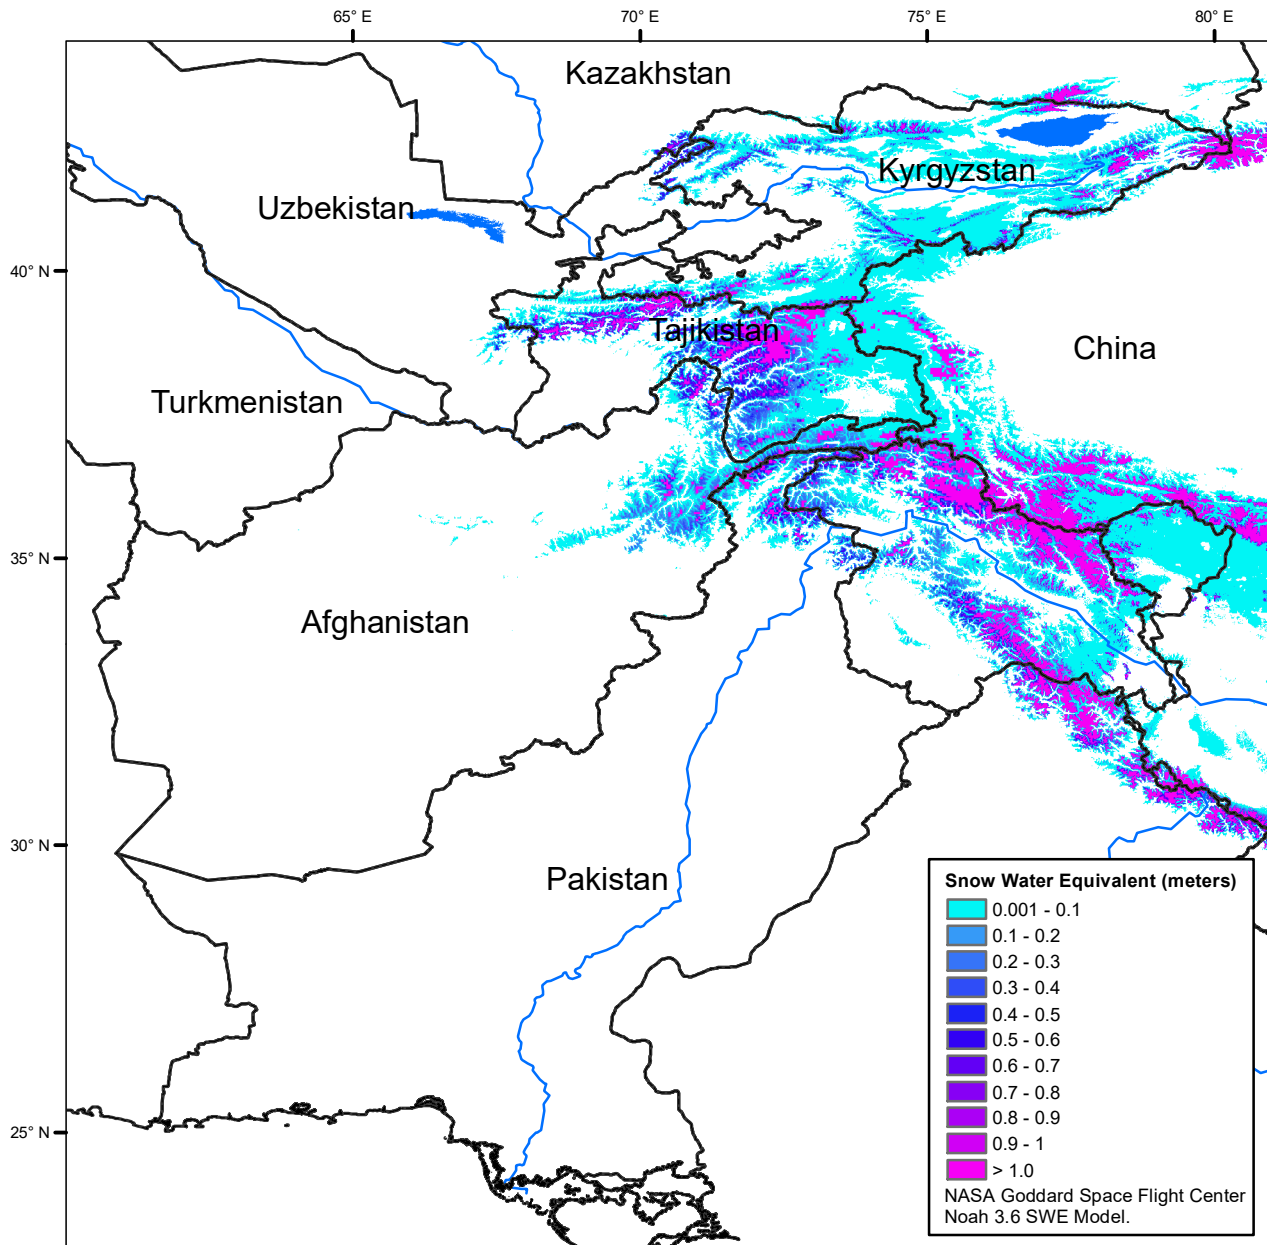 65° E
70° E
75° E
80° E
Kazakhstan
Kyrgyzstan
Uzbekistan
40° N
Tajikistan
China
Turkmenistan
35° N
Afghanistan
30° N
Pakistan
25° N
Snow Water Equivalent (meters)
0.001 - 0.1
0.1 - 0.2
0.2 - 0.3
0.3 - 0.4
0.4 - 0.5
0.5 - 0.6
0.6 - 0.7
0.7 - 0.8
0.8 - 0.9
0.9 - 1
> 1.0
NASA Goddard Space Flight Center
Noah 3.6 SWE Model.